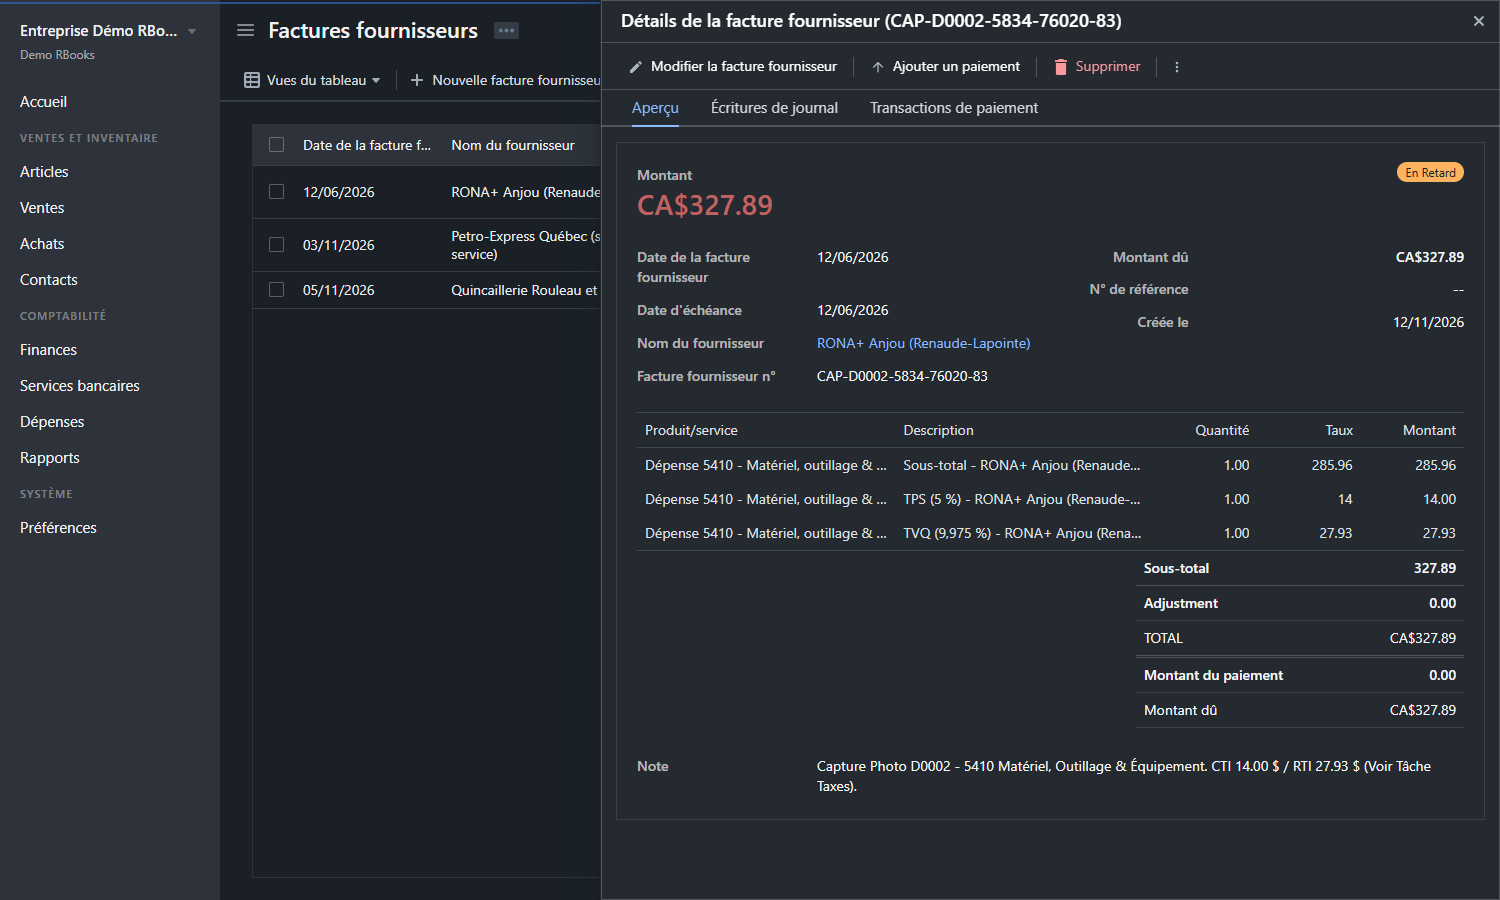 Entreprise Démo RBo...
Demo RBooks
Accueil
VENTES ET INVENTAIRE
Articles
Ventes
Achats
Contacts
COMPTABILITÉ
Finances
Services bancaires
Dépenses
Rapports
SYSTÈME
Préférences
Factures fournisseurs
Vues du tableau
Nouvelle facture fournisseu
Date de la facture f... Nom du fournisseur
12/06/2026 RONA+ Anjou (Renaude
03/11/2026 Petro-Express Québec (s
service)
05/11/2026 Quincaillerie Rouleau et
Détails de la facture fournisseur (CAP-D0002-5834-76020-83)
Modifier la facture fournisseur Ajouter un paiement Supprimer
Aperçu Écritures de journal Transactions de paiement
Montant En Retard
CA$327.89
Date de la facture
fournisseur 12/06/2026
Date d'échéance 12/06/2026
Nom du fournisseur RONA+ Anjou (Renaude-Lapointe)
Facture fournisseur n° CAP-D0002-5834-76020-83
Montant dû CA$327.89
N° de référence --
Créée le 12/11/2026
Produit/service Description Quantité Taux Montant
Dépense 5410 - Matériel, outillage & ... Sous-total - RONA+ Anjou (Renaude... 1.00 285.96 285.96
Dépense 5410 - Matériel, outillage & ... TPS (5 %) - RONA+ Anjou (Renaude-... 1.00 14 14.00
Dépense 5410 - Matériel, outillage & ... TVQ (9,975 %) - RONA+ Anjou (Rena... 1.00 27.93 27.93
Sous-total 327.89
Adjustment 0.00
TOTAL CA$327.89
Montant du paiement 0.00
Montant dû CA$327.89
Note Capture Photo D0002 - 5410 Matériel, Outillage & Équipement. CTI 14.00 $ / RTI 27.93 $ (Voir Tâche
Taxes).